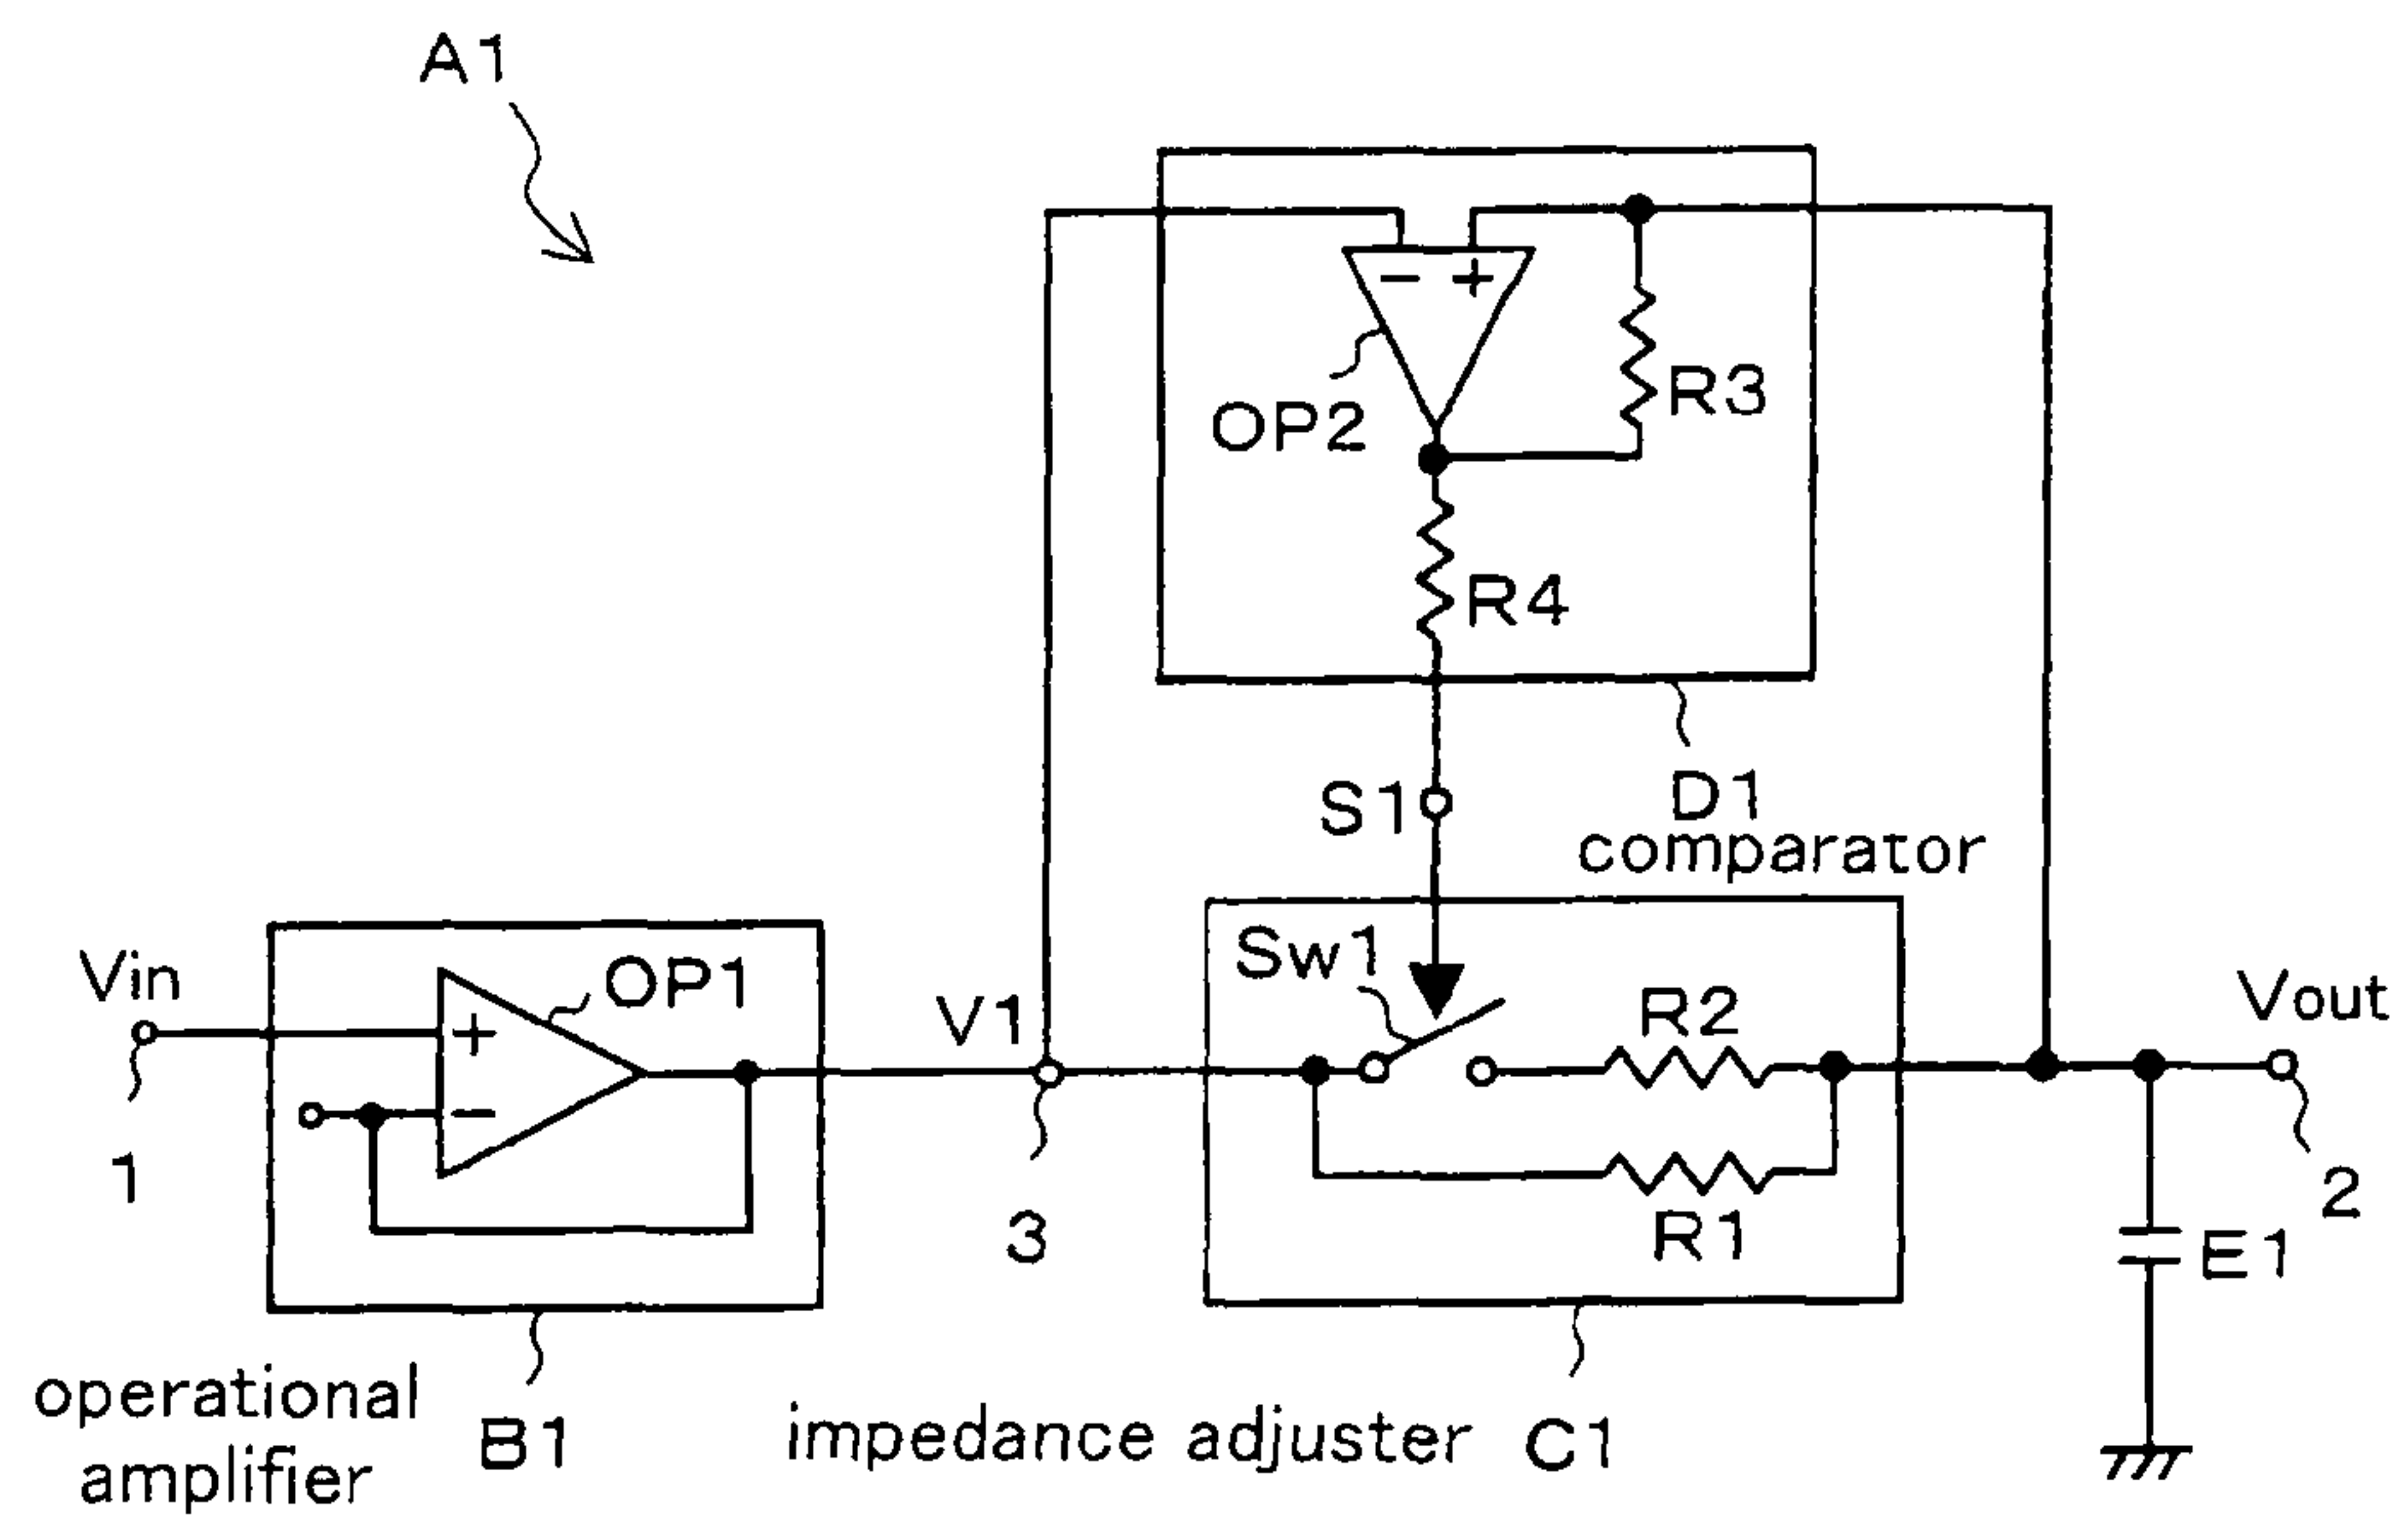 A1
- +
OP2
R3
R4
S1
D1
comparator
Vin
OP1
+
-
V1
Sw1
R2
Vout
1
3
R1
2
E1
operational
amplifier
B1
impedance adjuster
C1